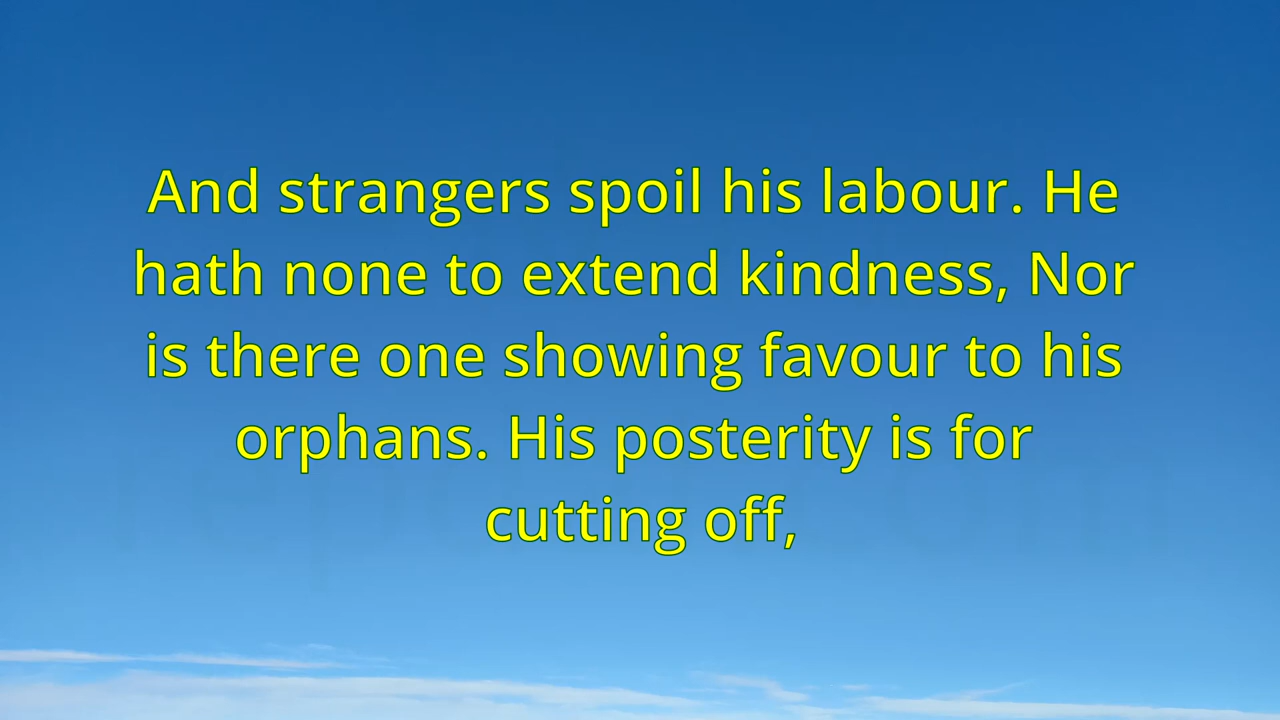 And strangers spoil his labour. He
hath none to extend kindness, Nor
is there one showing favour to his
orphans. His posterity is for
cutting off,